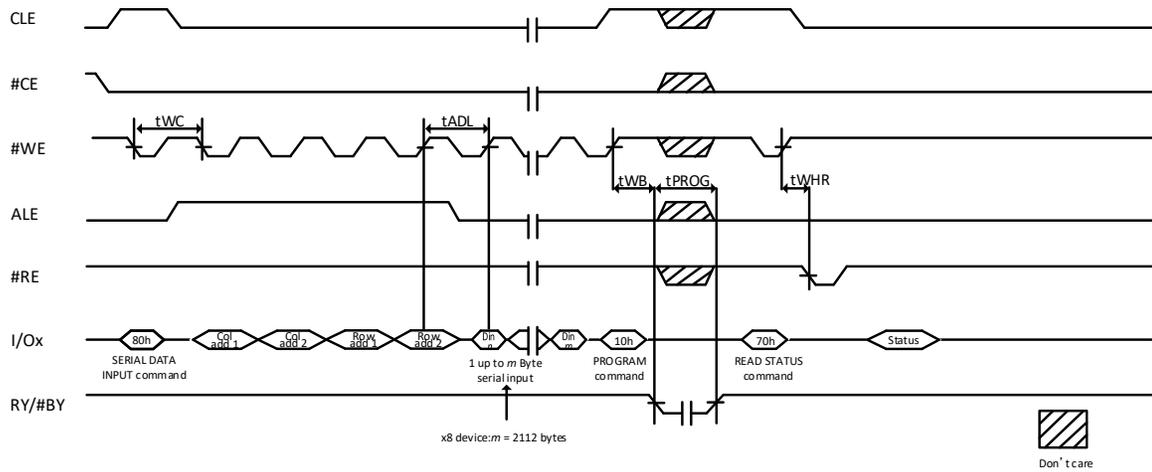 CLE
#CE
tWC
tADL
#WE
tWB
tPROG
tWHR
ALE
#RE
I/Ox
80h
Col
add 1
Col
add 2
Row
add 1
Row
add 2
Din
n
Din
m
10h
70h
Status
SERIAL DATA
INPUT command
1 up to m Byte
serial input
PROGRAM
command
READ STATUS
command
RY/#BY
x8 device:m = 2112 bytes
Don't care